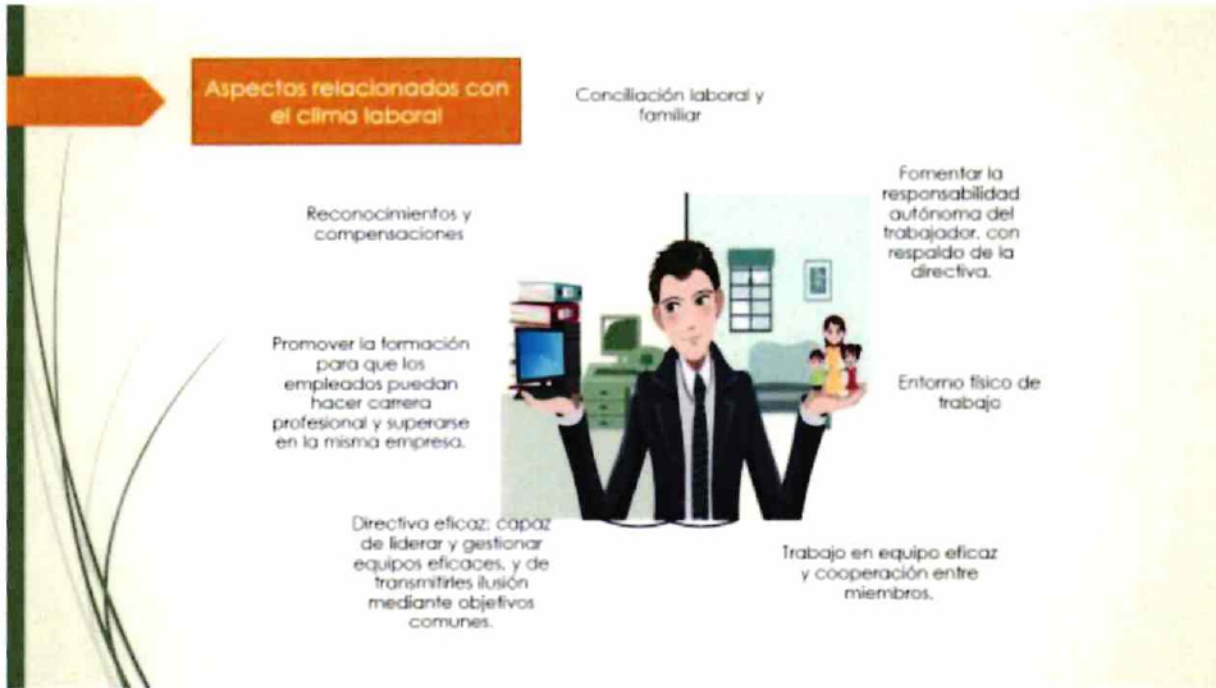 Aspectos relacionados con
el clima laboral
Conciliación laboral y
familiar
Fomentar la
responsabilidad
autónoma del
trabajador, con
respaldo de la
directiva.
Entorno físico de
trabajo
Trabajo en equipo eficaz
y cooperación entre
miembros.
Directiva eficaz: capaz
de liderar y gestionar
equipos eficaces, y de
transmitirles ilusión
mediante objetivos
comunes.
Promover la formación
para que los
empleados puedan
hacer carrera
profesional y superarse
en la misma empresa.
Reconocimientos y
compensaciones